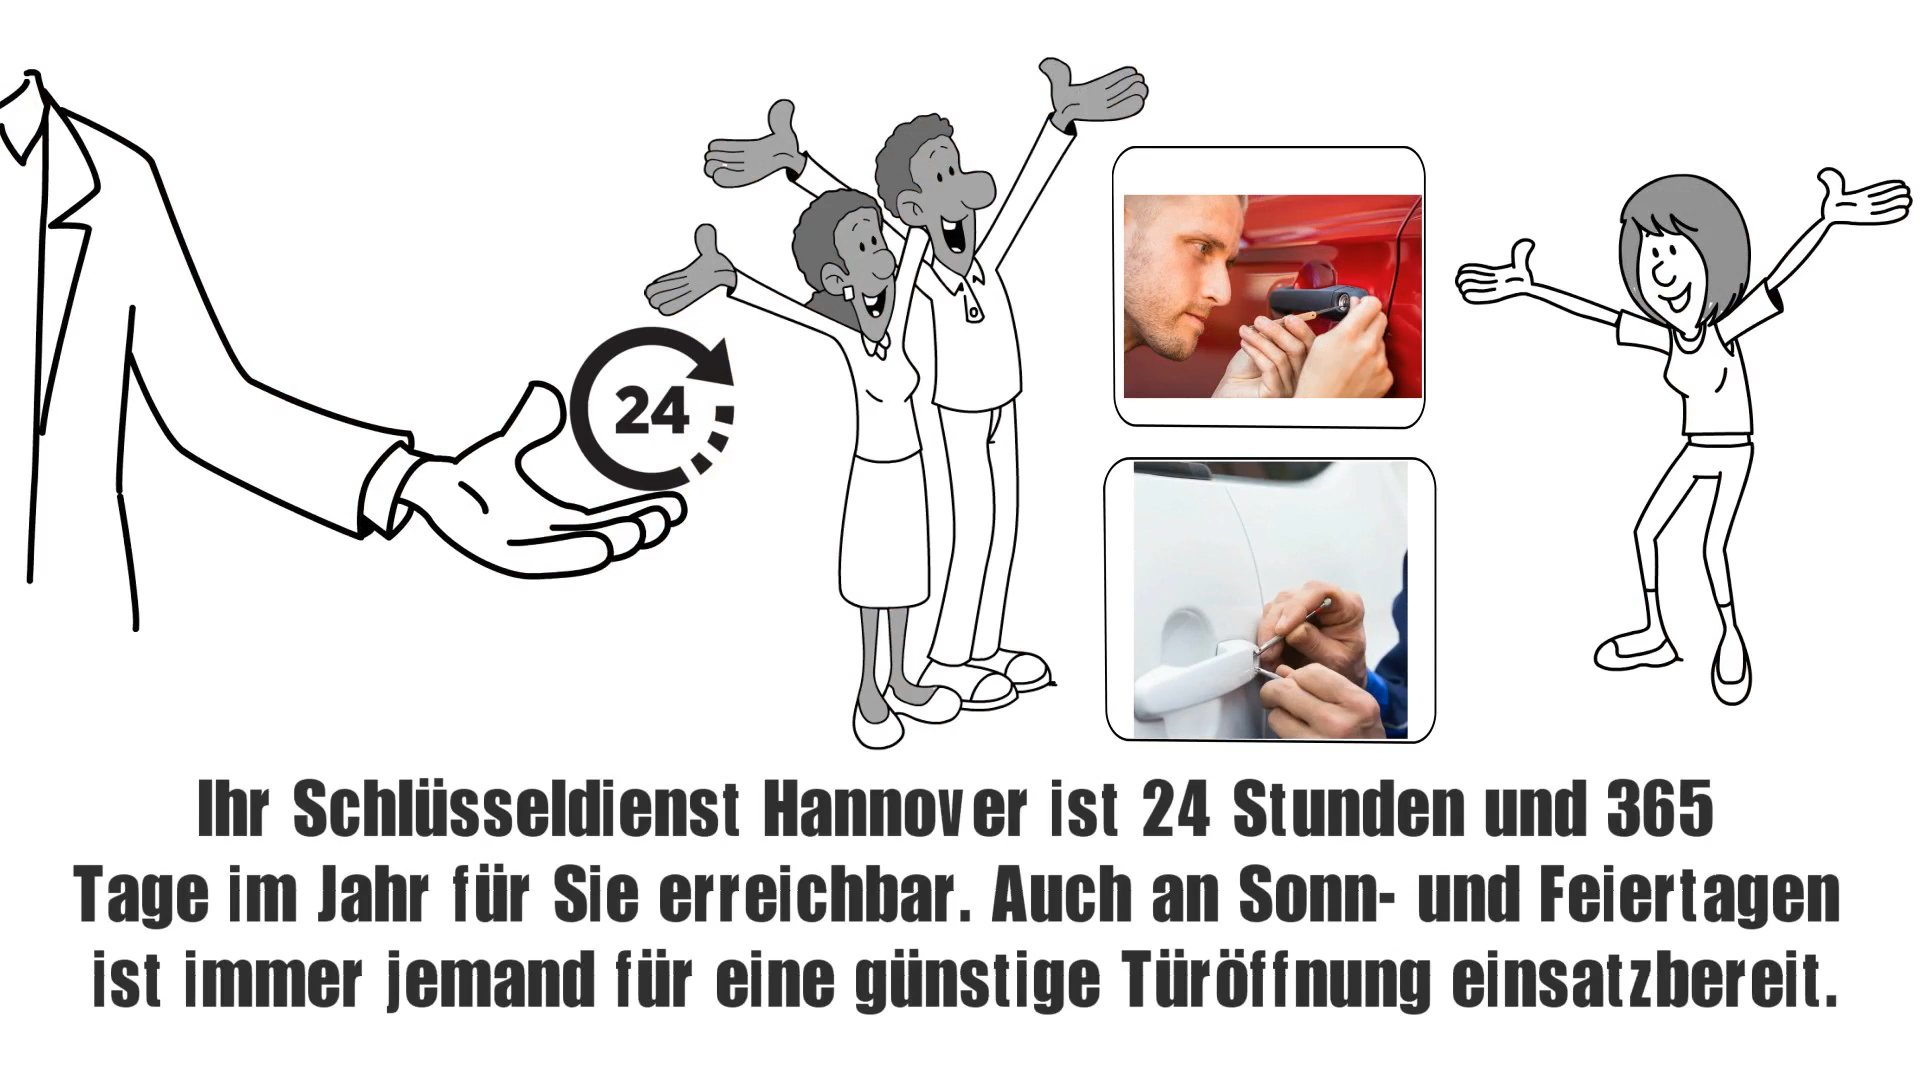 24
Ihr Schlüsseldienst Hannover ist 24 Stunden und 365
Tage im Jahr für Sie erreichbar. Auch an Sonn- und Feiertagen
ist immer jemand für eine günstige Türöffnung einsatzbereit.